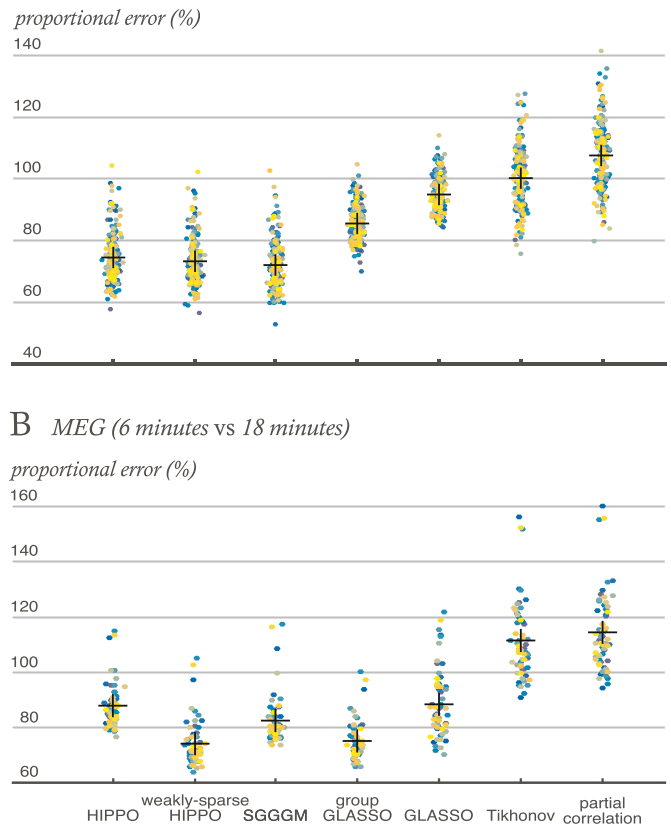 proportional error (%)
140
120
100
80
60
40
B MEG (6 minutes vs 18 minutes)
proportional error (%)
160
140
120
100
80
60
HIPPO
weakly-sparse
HIPPO
SGGGM
group
GLASSO
GLASSO
Tikhonov
partial
correlation